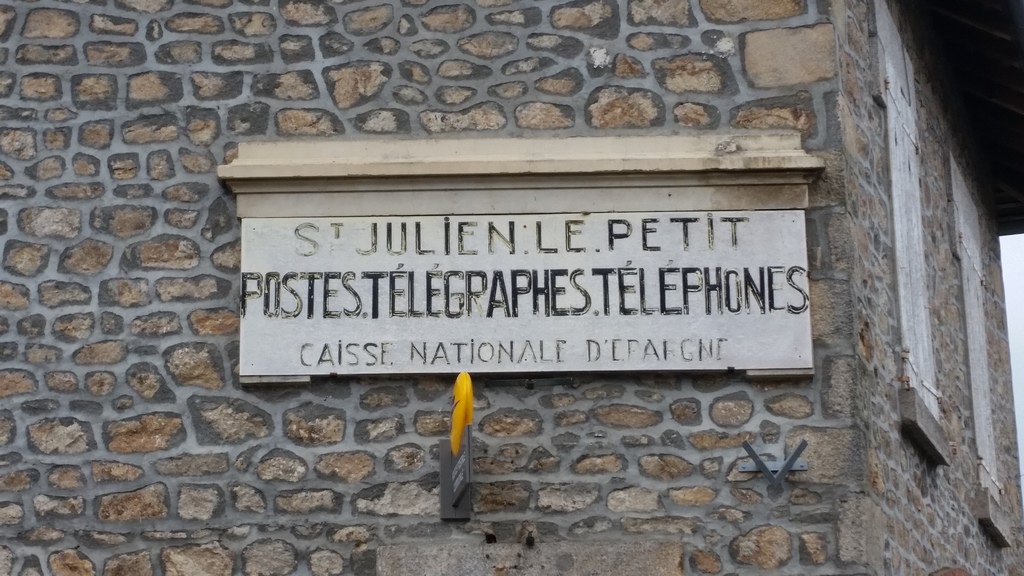 ST JULIEN.LE.PETIT
POSTES.TÉLÉGRAPHES.TÉLÉPHONES
CAISSE NATIONALE D'EPARGNE